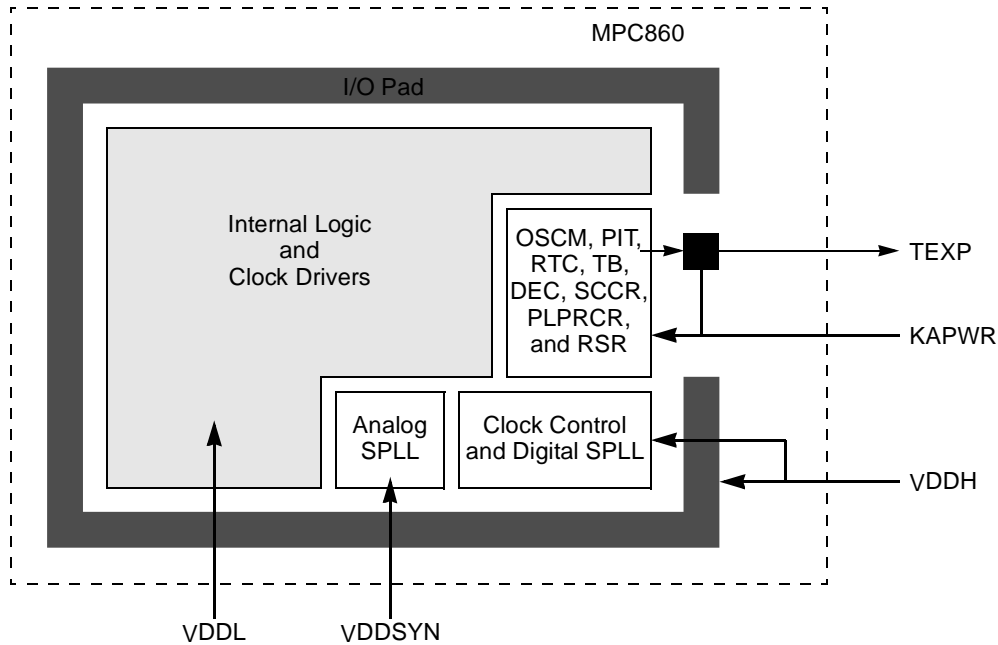 MPC860
I/O Pad
Internal Logic
and
Clock Drivers
OSCM, PIT,
RTC, TB,
DEC, SCCR,
PLPRCR,
and RSR
TEXP
KAPWR
Analog
SPLL
Clock Control
and Digital SPLL
VDDH
VDDL
VDDSYN